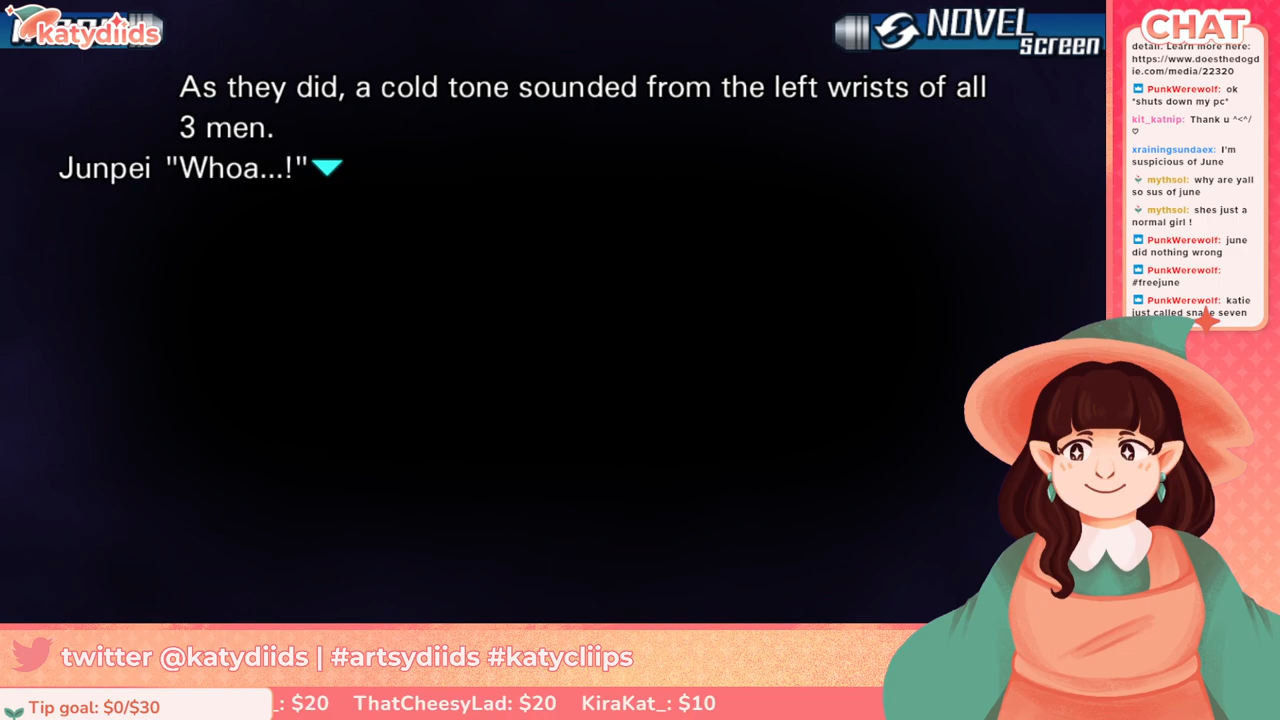 katydiids
NOVEL
screen
As they did, a cold tone sounded from the left wrists of all
3 men.
Junpei "Whoa...!"
CHAT
detail. Learn more here:
https://www.doesthedogd
ie.com/media/22320
PunkWerewolf: ok
*shuts down my pc*
kit_katnip: Thank u ^<^/
♡
xrainingsundaex: I'm
suspicious of June
mythsol: why are yall
so sus of june
mythsol: shes just a
normal girl !
PunkWerewolf: june
did nothing wrong
PunkWerewolf:
#freejune
PunkWerewolf: katie
just called snake seven
twitter @katydiids | #artsydiids #katycliips
Tip goal: $0/$30
_: $20 ThatCheesyLad: $20 KiraKat_: $10